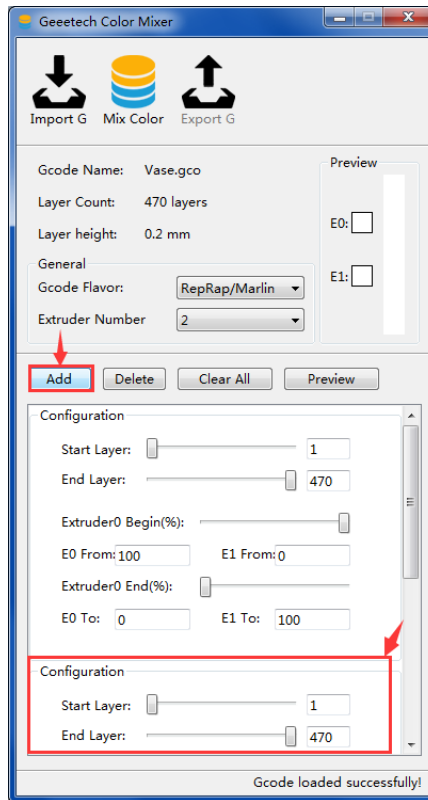 Geeetech Color Mixer
Import G Mix Color Export G
Gcode Name: Vase.gco
Layer Count: 470 layers
Layer height: 0.2 mm
Preview
E0:
E1:
General
Gcode Flavor: RepRap/Marlin
Extruder Number 2
Add Delete Clear All Preview
Configuration
Start Layer: 1
End Layer: 470
Extruder0 Begin(%):
E0 From: 100 E1 From: 0
Extruder0 End(%):
E0 To: 0 E1 To: 100
Configuration
Start Layer: 1
End Layer: 470
Gcode loaded successfully!